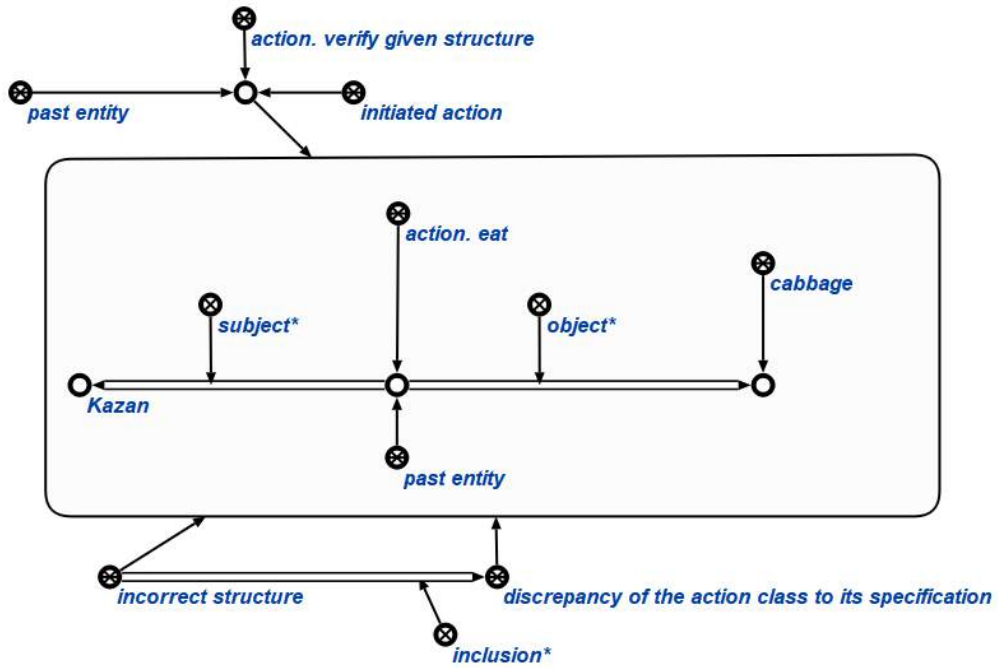 action. verify given structure
past entity
initiated action
action. eat
cabbage
subject*
object*
Kazan
past entity
incorrect structure
discrepancy of the action class to its specification
inclusion*